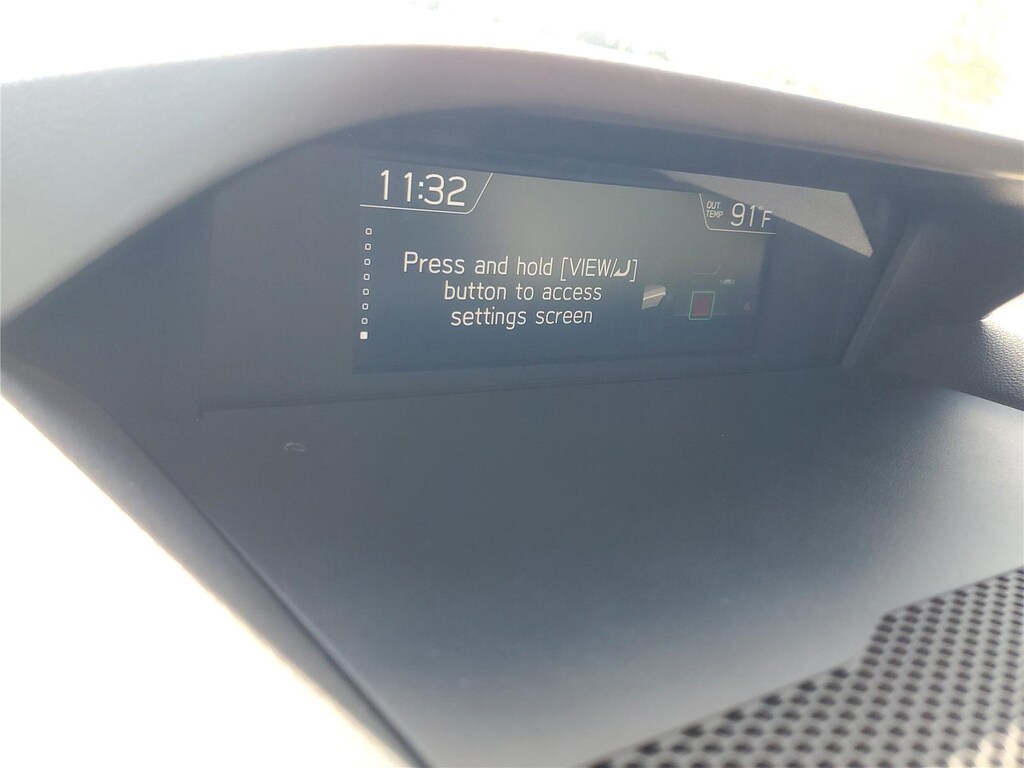 11:32
OUT
TEMP
91°F
Press and hold [VIEW/⤶]
button to access
settings screen